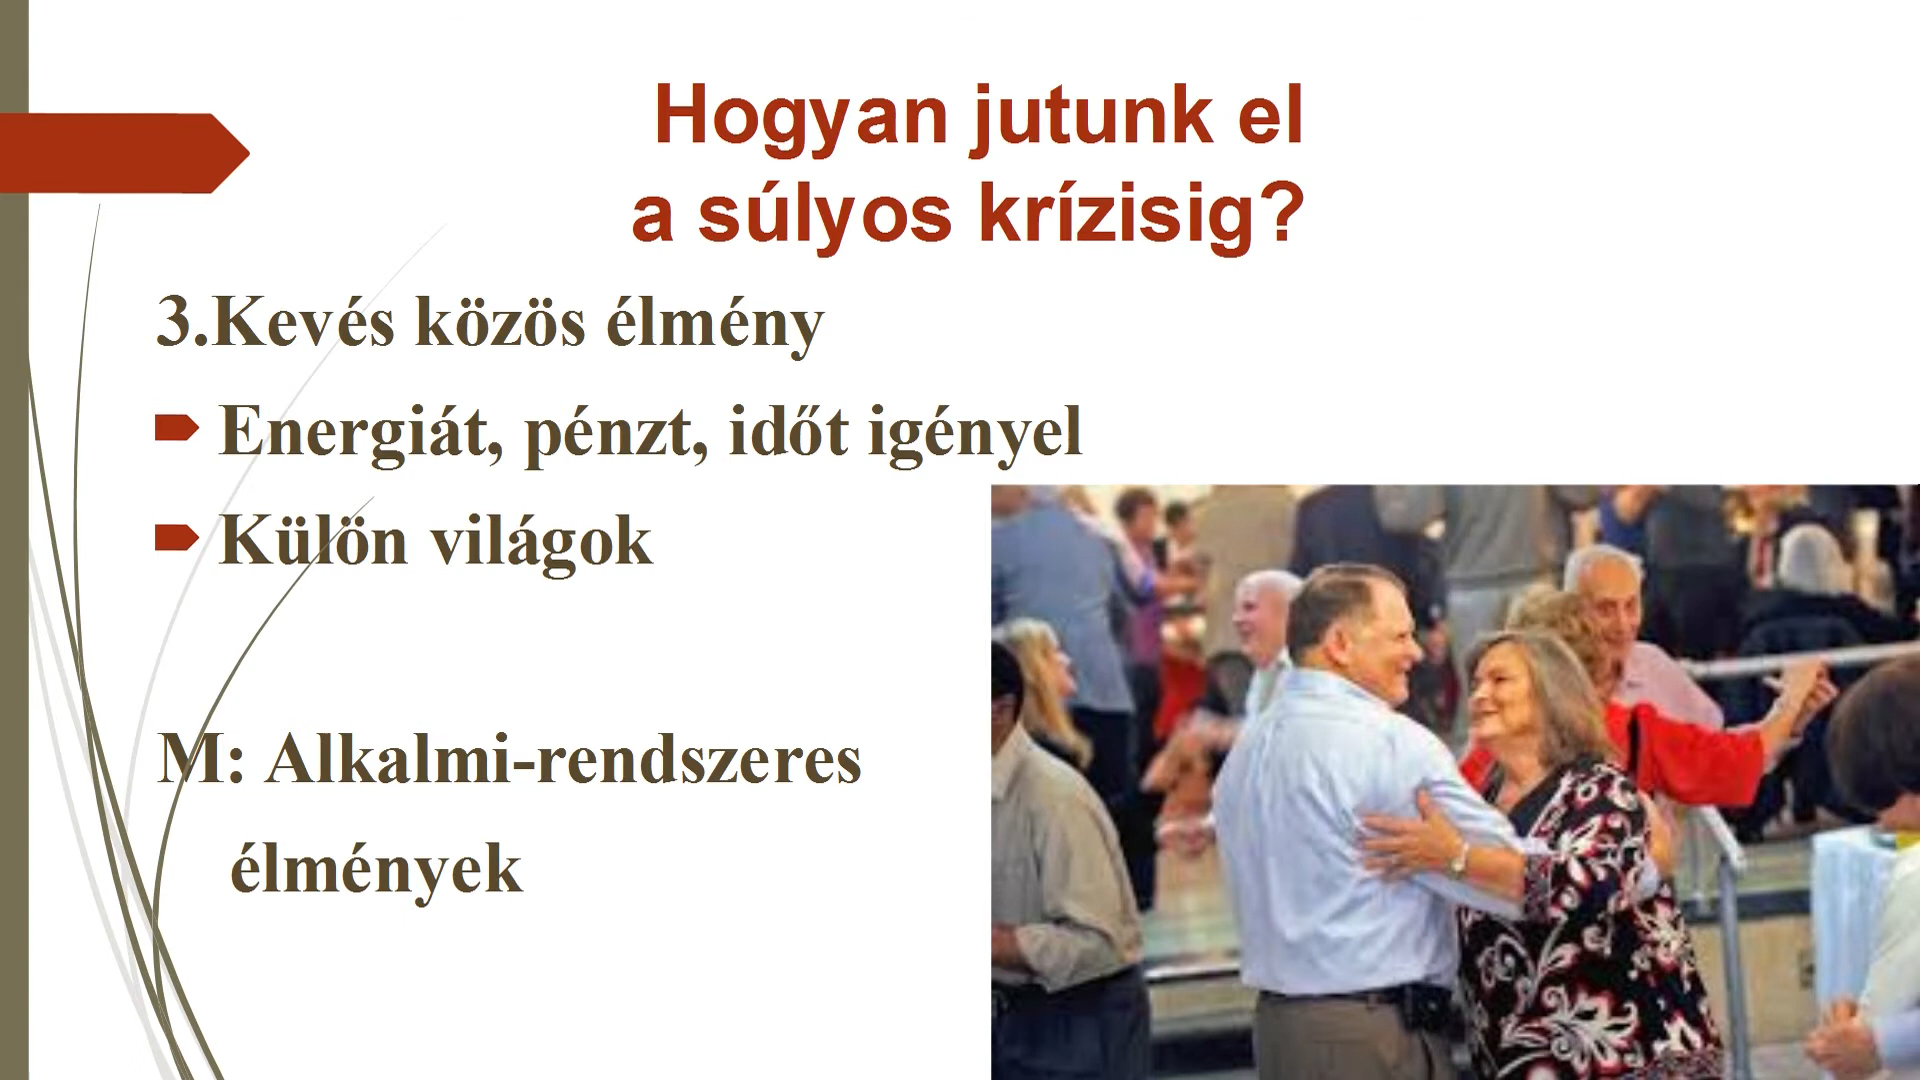 Hogyan jutunk el
a súlyos krízisig?
3.Kevés közös élmény
Energiát, pénzt, időt igényel
Külön világok
M: Alkalmi-rendszeres
élmények